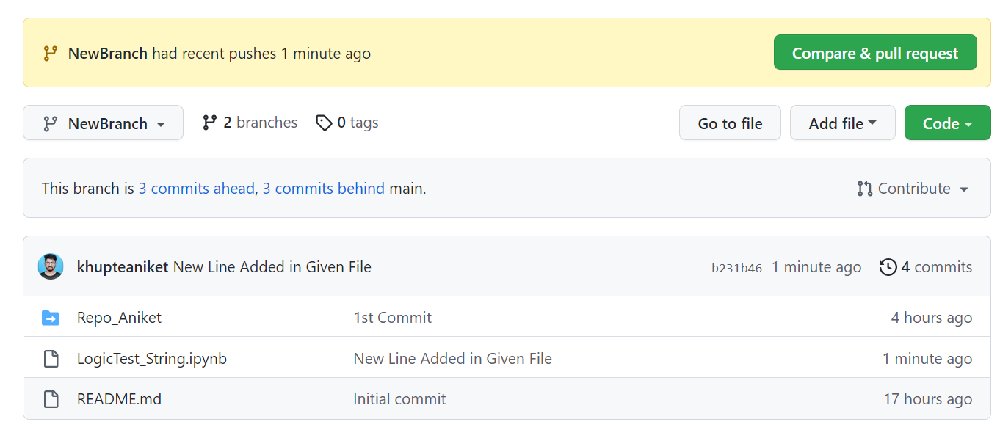 NewBranch had recent pushes 1 minute ago
Compare & pull request
NewBranch
2 branches
0 tags
Go to file
Add file
Code
This branch is 3 commits ahead, 3 commits behind main.
Contribute
khupteaniket New Line Added in Given File
b231b46 1 minute ago
4 commits
Repo_Aniket
1st Commit
4 hours ago
LogicTest_String.ipynb
New Line Added in Given File
1 minute ago
README.md
Initial commit
17 hours ago